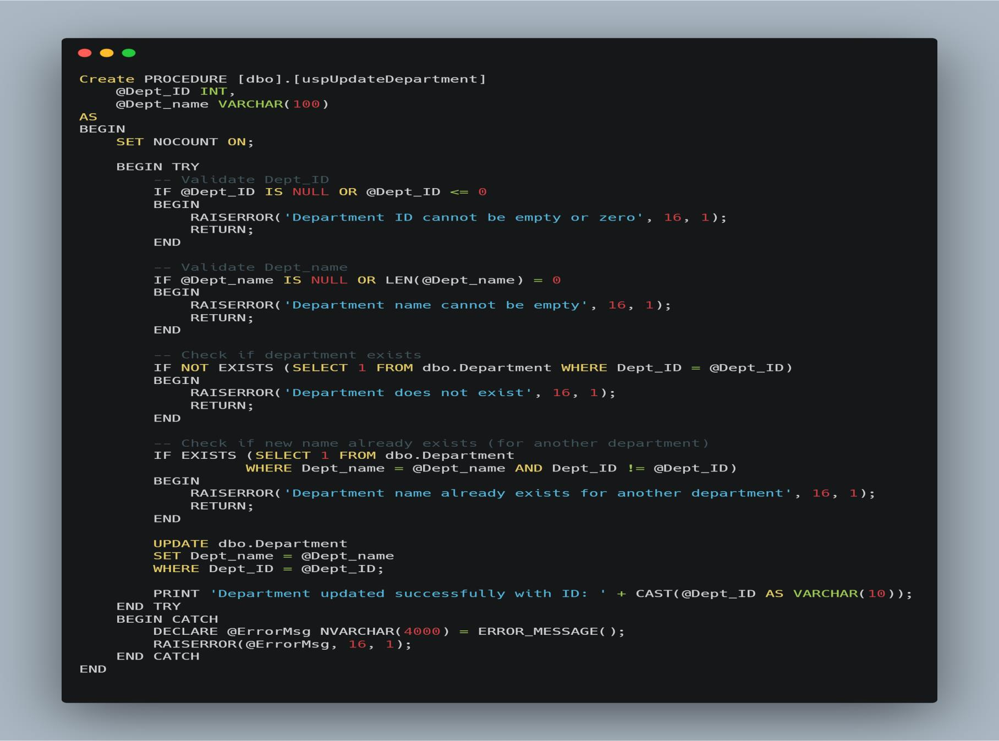 Create PROCEDURE [dbo].[uspUpdateDepartment]
    @Dept_ID INT,
    @Dept_name VARCHAR(100)
AS
BEGIN
    SET NOCOUNT ON;

    BEGIN TRY
        -- Validate Dept_ID
        IF @Dept_ID IS NULL OR @Dept_ID <= 0
        BEGIN
            RAISERROR('Department ID cannot be empty or zero', 16, 1);
            RETURN;
        END

        -- Validate Dept_name
        IF @Dept_name IS NULL OR LEN(@Dept_name) = 0
        BEGIN
            RAISERROR('Department name cannot be empty', 16, 1);
            RETURN;
        END

        -- Check if department exists
        IF NOT EXISTS (SELECT 1 FROM dbo.Department WHERE Dept_ID = @Dept_ID)
        BEGIN
            RAISERROR('Department does not exist', 16, 1);
            RETURN;
        END

        -- Check if new name already exists (for another department)
        IF EXISTS (SELECT 1 FROM dbo.Department
                  WHERE Dept_name = @Dept_name AND Dept_ID != @Dept_ID)
        BEGIN
            RAISERROR('Department name already exists for another department', 16, 1);
            RETURN;
        END

        UPDATE dbo.Department
        SET Dept_name = @Dept_name
        WHERE Dept_ID = @Dept_ID;

        PRINT 'Department updated successfully with ID: ' + CAST(@Dept_ID AS VARCHAR(10));
    END TRY
    BEGIN CATCH
        DECLARE @ErrorMsg NVARCHAR(4000) = ERROR_MESSAGE();
        RAISERROR(@ErrorMsg, 16, 1);
    END CATCH
END